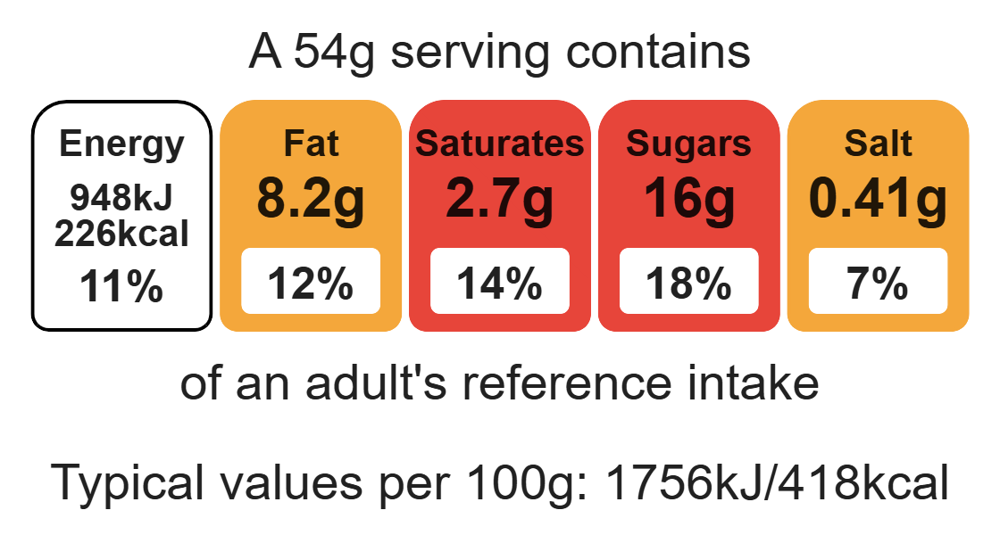 A 54g serving contains
Energy Fat Saturates Sugars Salt
948kJ 8.2g 2.7g 16g 0.41g
226kcal
11% 12% 14% 18% 7%
of an adult's reference intake
Typical values per 100g: 1756kJ/418kcal